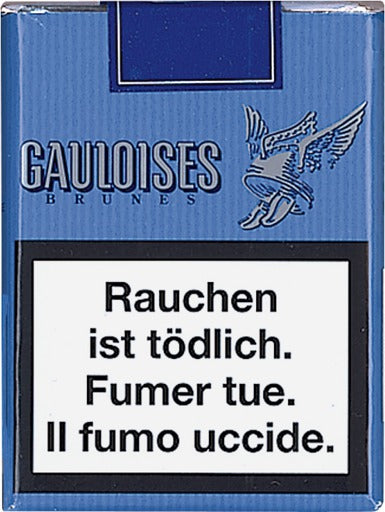 GAULOISES
BRUNES
Rauchen
ist tödlich.
Fumer tue.
Il fumo uccide.